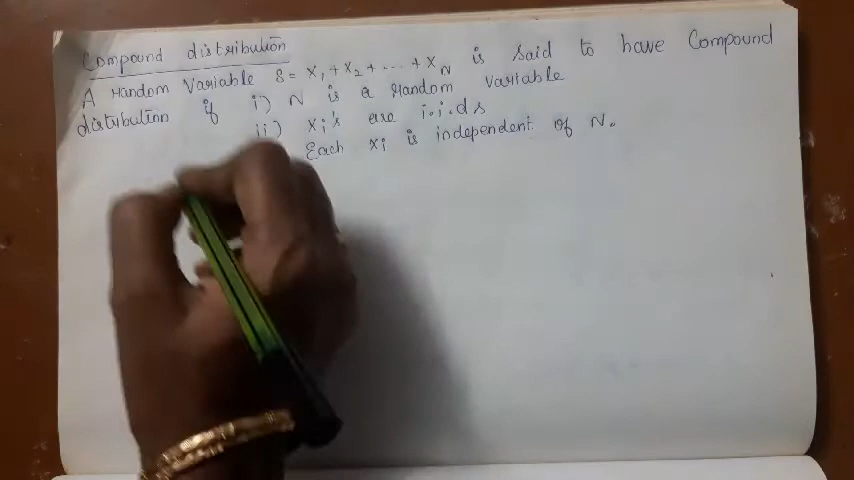 Compound distribution
A random Variable S = X₁ + X₂ + ... + X_N is said to have Compound
distribution if i) N is a random variable
ii) Xi's are i.i.ds
Each Xi is independent of N.